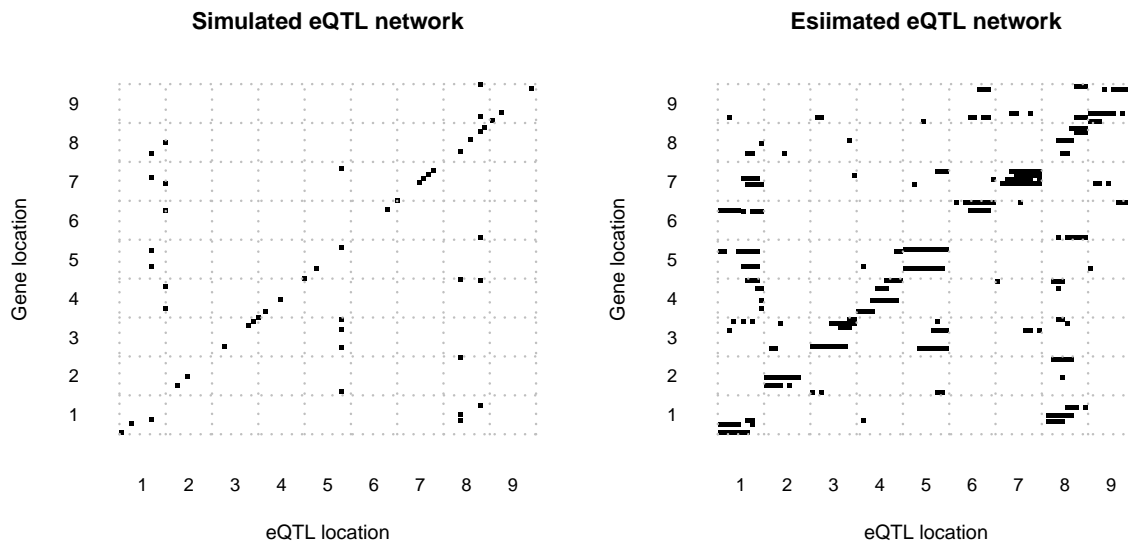 Simulated eQTL network
Gene location
9
8
7
6
5
4
3
2
1
1 2 3 4 5 6 7 8 9
eQTL location
Esiimated eQTL network
Gene location
9
8
7
6
5
4
3
2
1
1 2 3 4 5 6 7 8 9
eQTL location